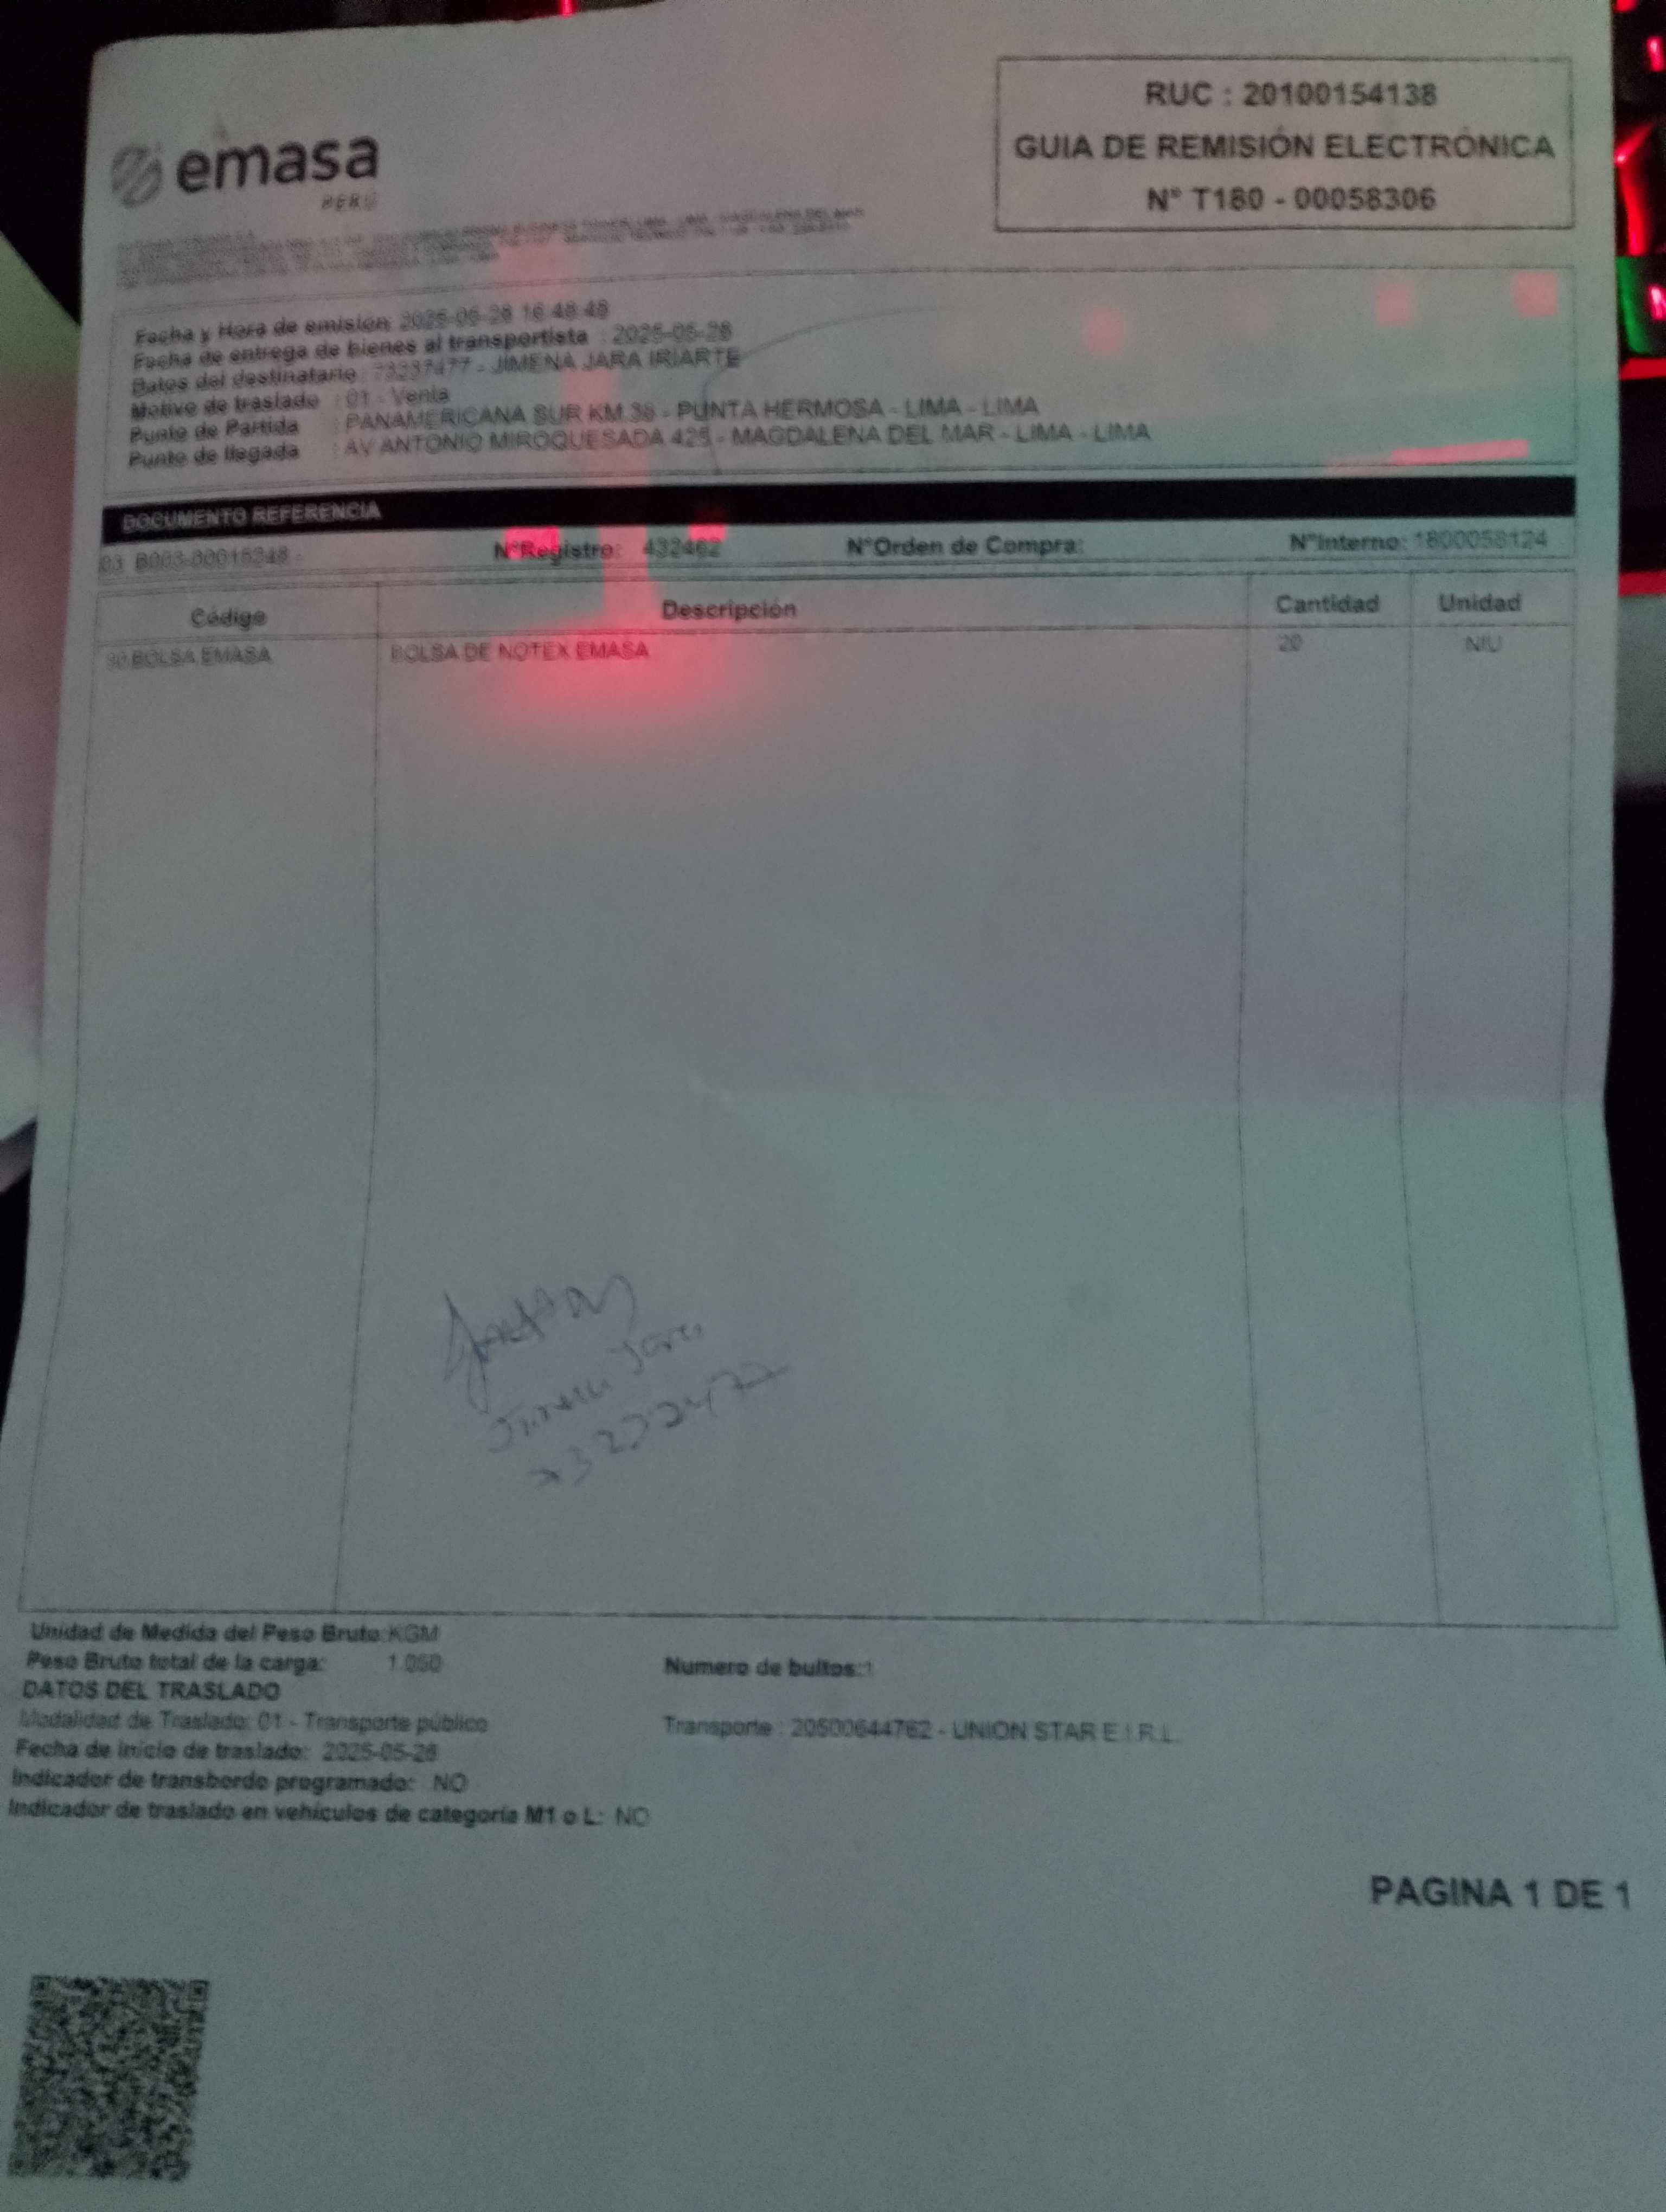 emasa
PERÚ
RUC : 20100154138
GUIA DE REMISIÓN ELECTRÓNICA
N° T180 - 00058306
Fecha y Hora de emisión: 16:48:48
Fecha de entrega de bienes al transportista : 2025-05-28
Datos del destinatario : - JIMENA JARA IRIARTE
Motivo de traslado : 01 - Venta
Punto de Partida : PANAMERICANA SUR KM.38 - PUNTA HERMOSA - LIMA - LIMA
Punto de llegada : AV ANTONIO MIROQUESADA 425 - MAGDALENA DEL MAR - LIMA - LIMA
DOCUMENTO REFERENCIA
03 N°Registro: 432462 N°Orden de Compra: N°Interno: 1800058124
Código Descripción Cantidad Unidad
BOLSA EMASA BOLSA DE NOTEX EMASA 20 NIU
Jimena Jara
Unidad de Medida del Peso Bruto:KGM
Peso Bruto total de la carga: Numero de bultos:1
DATOS DEL TRASLADO
Modalidad de Traslado: 01 - Transporte público Transporte : 20500644762 - UNION STAR E.I.R.L.
Fecha de inicio de traslado: 2025-05-28
Indicador de transbordo programado: NO
Indicador de traslado en vehículos de categoría M1 o L: NO
PAGINA 1 DE 1